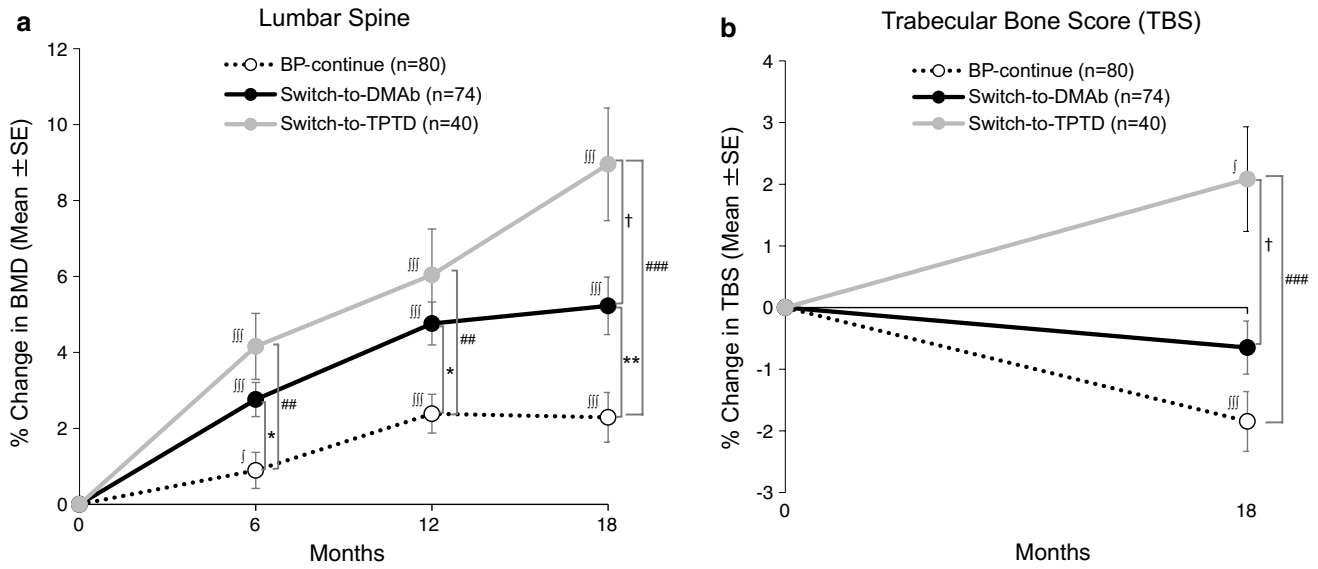 a
Lumbar Spine
BP-continue (n=80)
Switch-to-DMAb (n=74)
Switch-to-TPTD (n=40)
% Change in BMD (Mean ±SE)
12
10
8
6
4
2
0
∫∫∫
∫∫∫
∫
*
##
∫∫∫
∫∫∫
∫∫∫
*
##
∫∫∫
∫∫∫
∫∫∫
†
**
###
0
6
12
18
Months
b
Trabecular Bone Score (TBS)
BP-continue (n=80)
Switch-to-DMAb (n=74)
Switch-to-TPTD (n=40)
% Change in TBS (Mean ±SE)
4
3
2
1
0
-1
-2
-3
∫
∫∫∫
†
###
0
18
Months